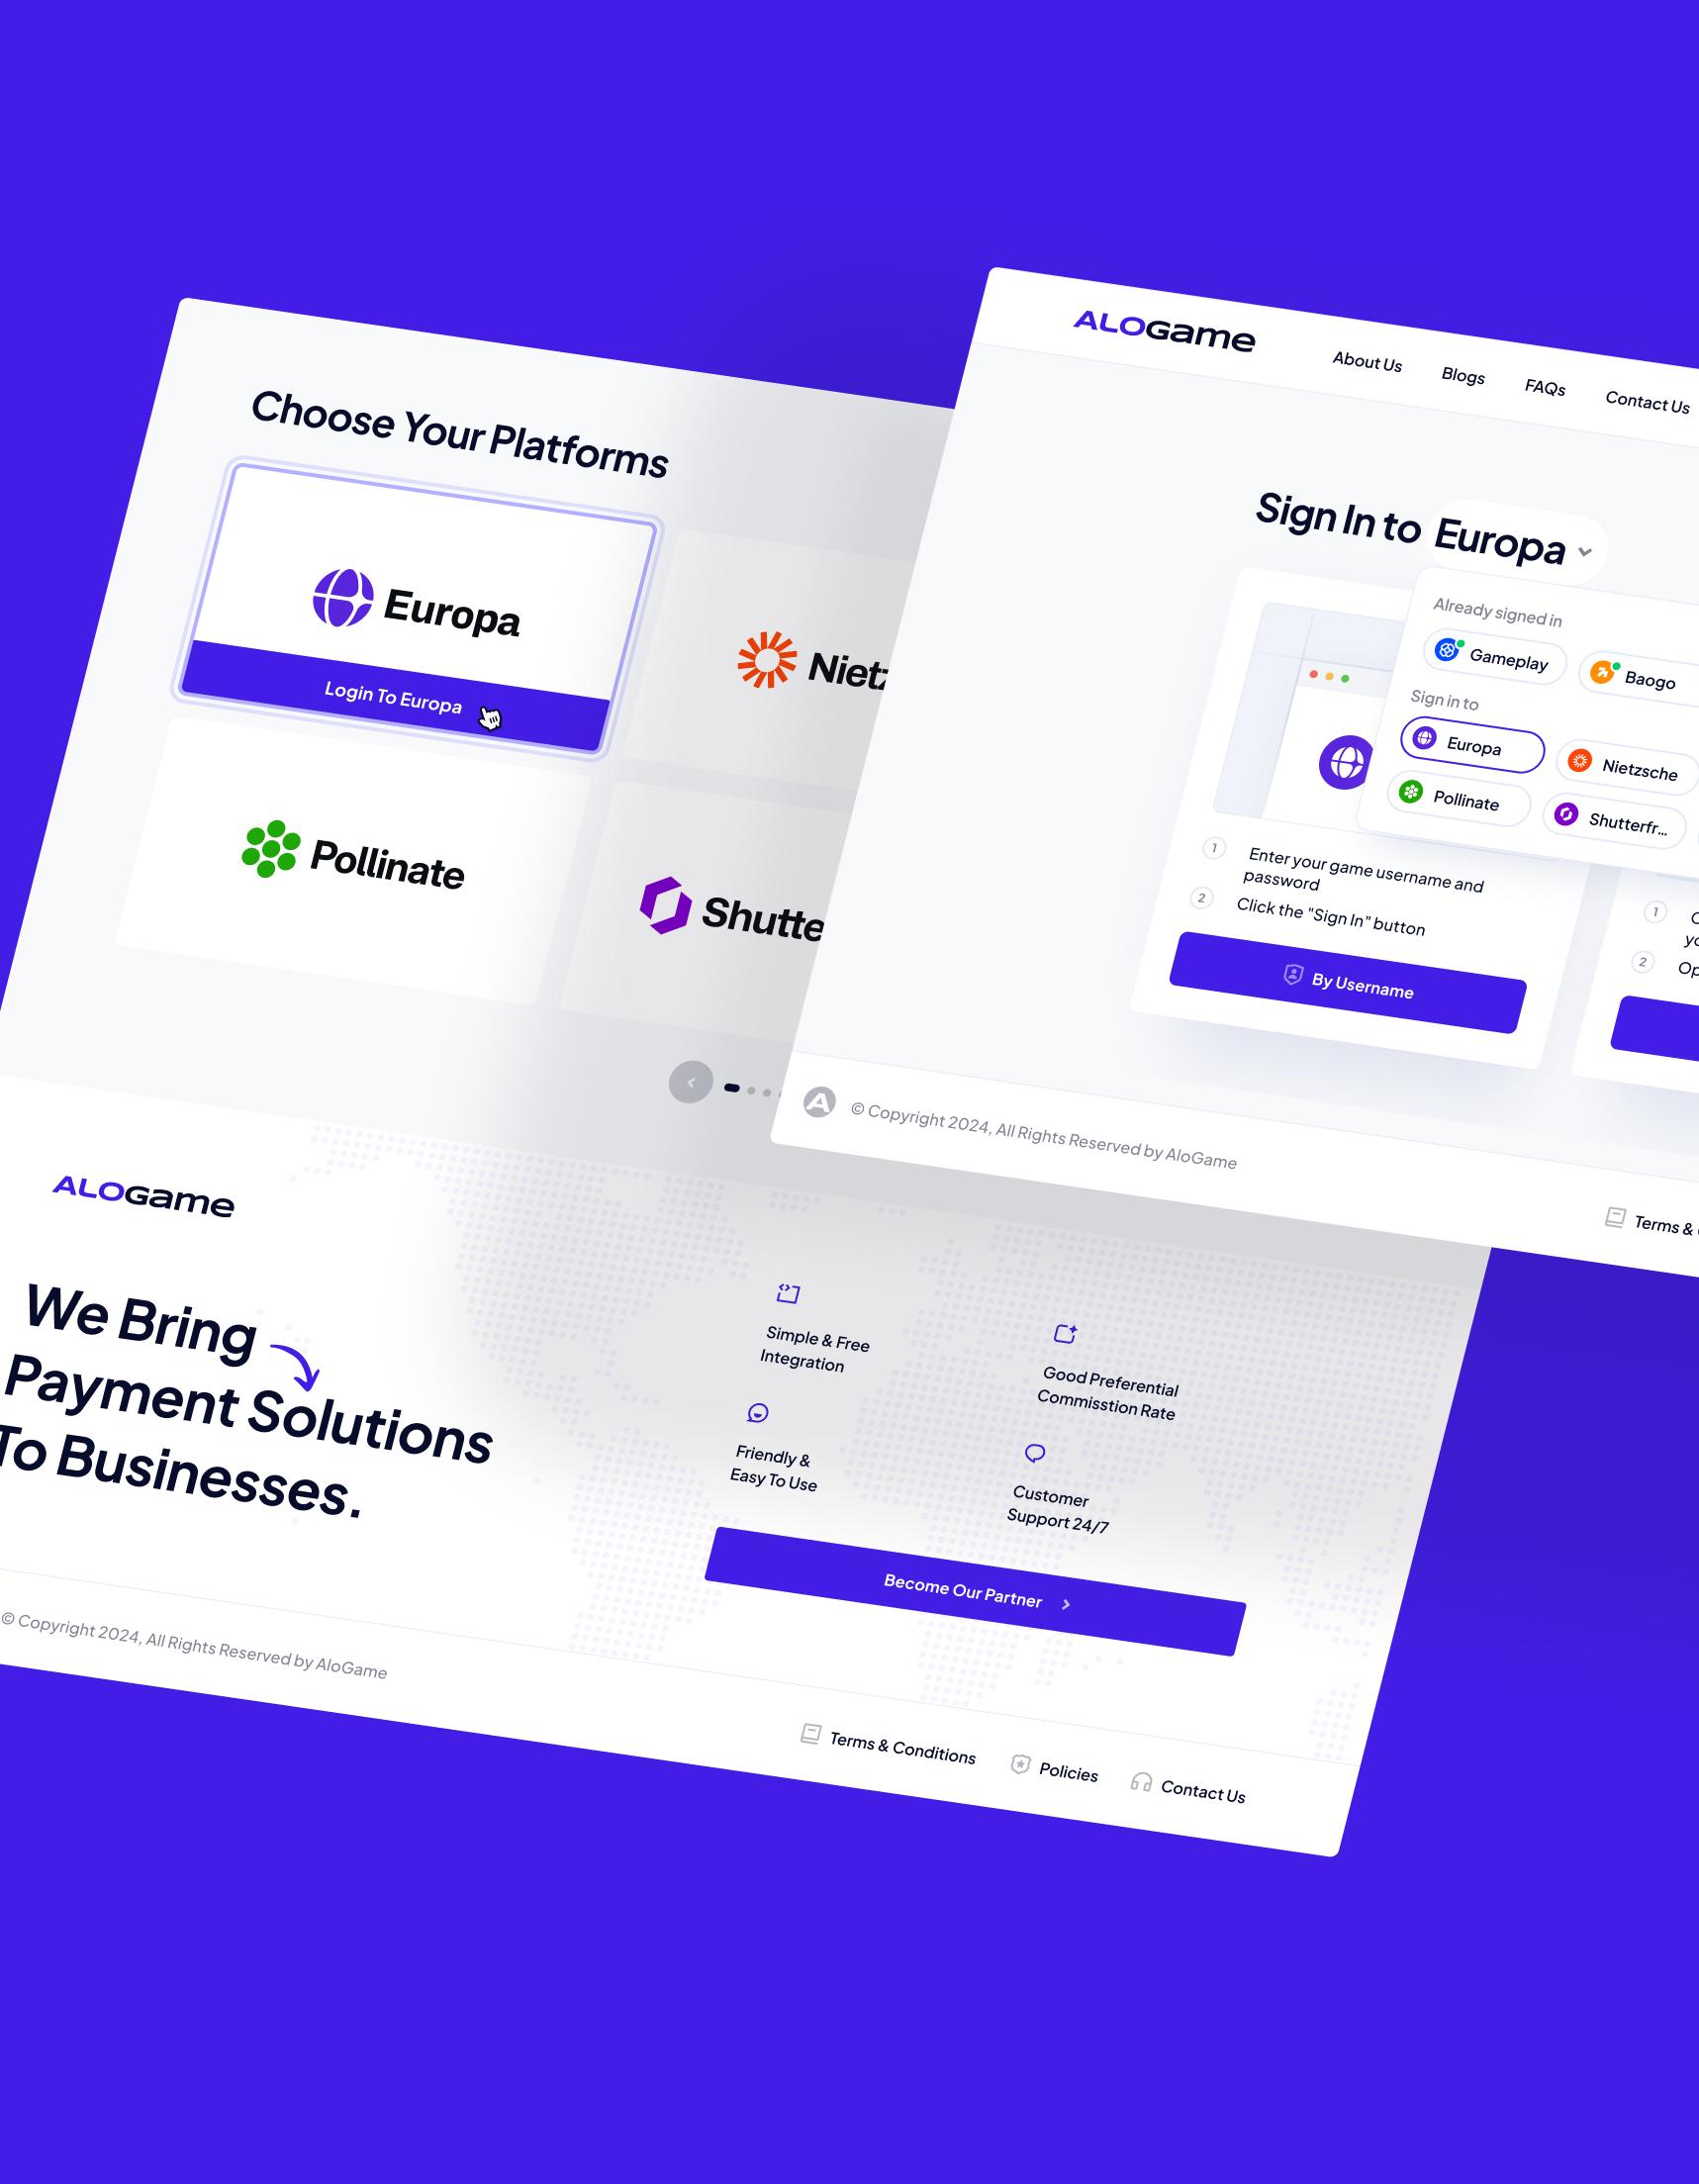 Choose Your Platforms
Europa
Login To Europa
Pollinate
ALOGame
We Bring
Payment Solutions
To Businesses.
Simple & Free
Integration
Good Preferential
Commisstion Rate
Friendly &
Easy To Use
Customer
Support 24/7
Become Our Partner
© Copyright 2024, All Rights Reserved by AloGame
Terms & Conditions
Policies
Contact Us
ALOGame
About Us
Blogs
FAQs
Contact Us
Sign In to Europa
Already signed in
Gameplay
Baogo
Sign in to
Europa
Nietzsche
Pollinate
Shutterfr...
1 Enter your game username and
password
2 Click the "Sign In" button
By Username
1
2
© Copyright 2024, All Rights Reserved by AloGame
Terms &